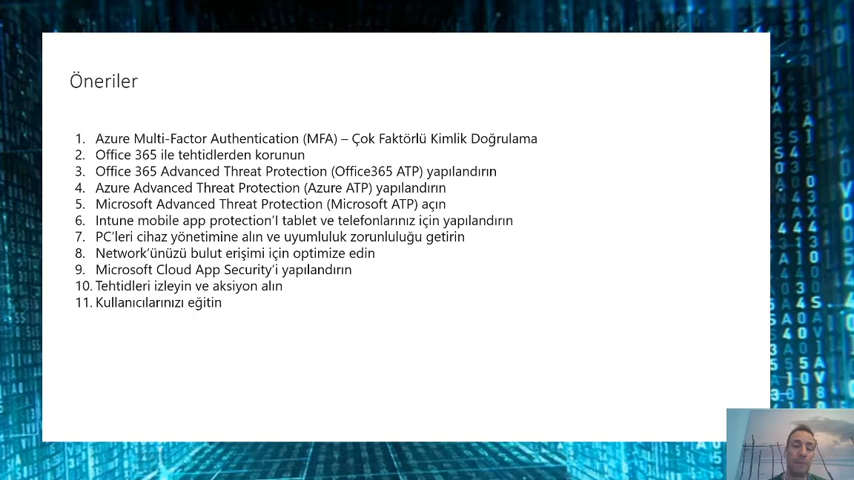 Öneriler
1. Azure Multi-Factor Authentication (MFA) – Çok Faktörlü Kimlik Doğrulama
2. Office 365 ile tehtidlerden korunun
3. Office 365 Advanced Threat Protection (Office365 ATP) yapılandırın
4. Azure Advanced Threat Protection (Azure ATP) yapılandırın
5. Microsoft Advanced Threat Protection (Microsoft ATP) açın
6. Intune mobile app protection’I tablet ve telefonlarınız için yapılandırın
7. PC’leri cihaz yönetimine alın ve uyumluluk zorunluluğu getirin
8. Network’ünüzü bulut erişimi için optimize edin
9. Microsoft Cloud App Security’i yapılandırın
10. Tehtidleri izleyin ve aksiyon alın
11. Kullanıcılarınızı eğitin